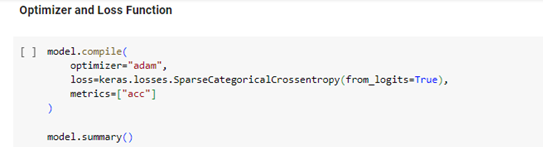 Optimizer and Loss Function
[ ] model.compile(
optimizer="adam",
loss=keras.losses.SparseCategoricalCrossentropy(from_logits=True),
metrics=["acc"]
)
model.summary()